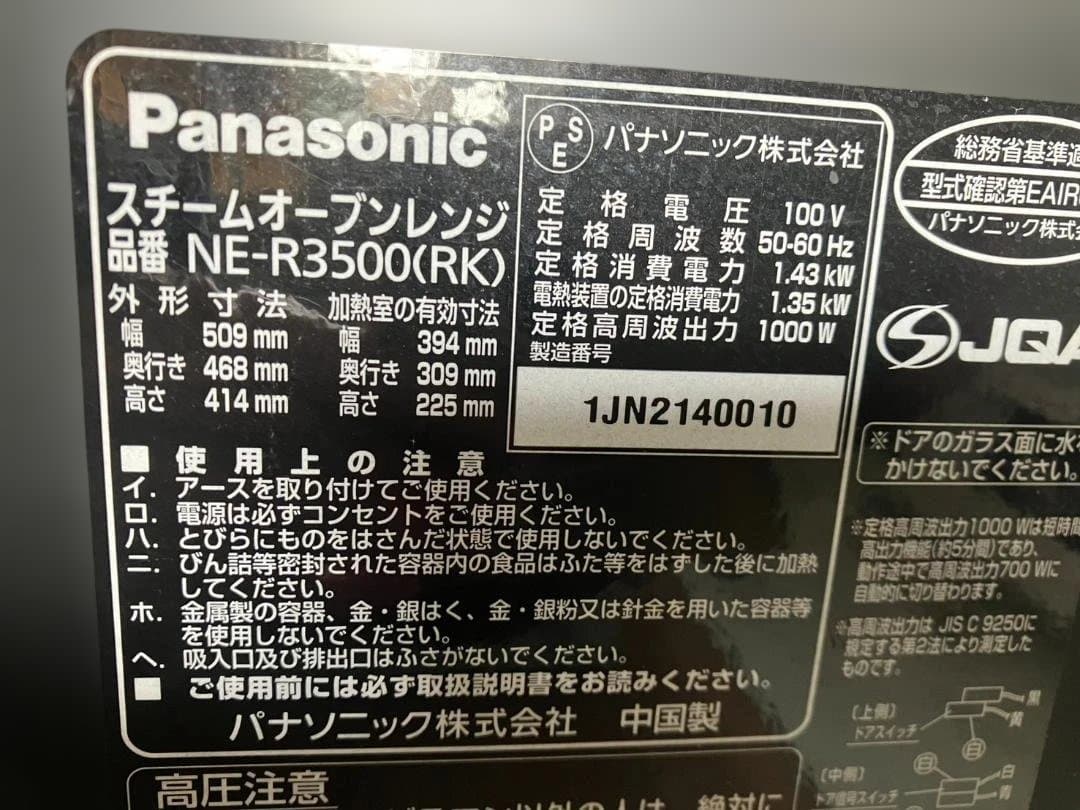 Panasonic
スチームオーブンレンジ
品番 NE-R3500(RK)
外形寸法
幅 509 mm
奥行き 468 mm
高さ 414 mm
加熱室の有効寸法
幅 394 mm
奥行き 309 mm
高さ 225 mm
PSE パナソニック株式会社
定格電圧 100 V
定格周波数 50-60 Hz
定格消費電力 1.43 kW
電熱装置の定格消費電力 1.35 kW
定格高周波出力 1000 W
製造番号
1JN2140010
■ 使用上の注意
イ. アースを取り付けてご使用ください。
ロ. 電源は必ずコンセントをご使用ください。
ハ. とびらにものをはさんだ状態で使用しないでください。
ニ. びん詰等密封された容器内の食品はふた等をはずした後に加熱
してください。
ホ. 金属製の容器、金・銀はく、金・銀粉又は針金を用いた容器等
を使用しないでください。
ヘ. 吸入口及び排出口はふさがないでください。
■ ご使用前には必ず取扱説明書をお読みください。
パナソニック株式会社 中国製
総務省基準適
型式確認第EAIR
パナソニック株式会
JQA
※ドアのガラス面に水を
かけないでください。
※定格高周波出力1000 Wは短時
高出力機能(約5分間)であり、
動作途中で高周波出力700 Wに
自動的に切り替わります。
※高周波出力は JIS C 9250に
規定する第2法により測定した
ものです。
(上側)
ドアスイッチ
黒
黄
白
(中側)
ドア信号スイッチ
白
白
青
高圧注意
以外の人は、絶対に